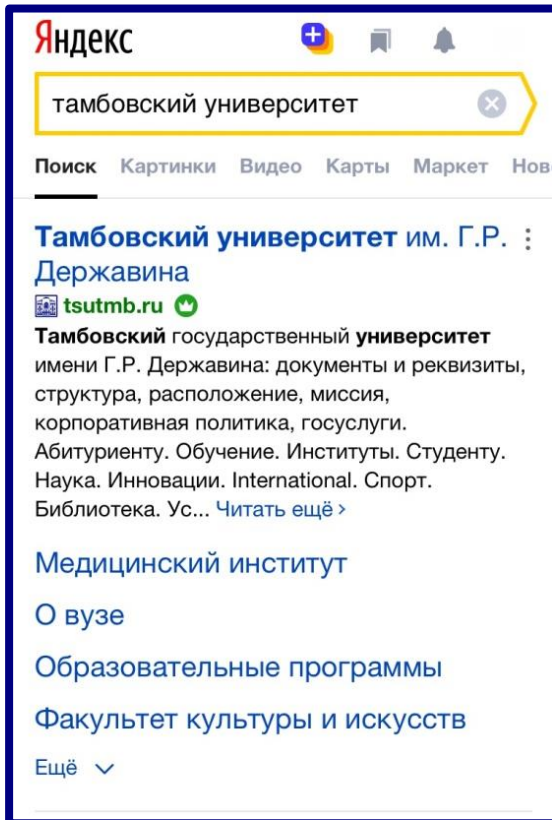 Яндекс
тамбовский университет
Поиск Картинки Видео Карты Маркет Нов
Тамбовский университет им. Г.Р.
Державина
tsutmb.ru
Тамбовский государственный университет
имени Г.Р. Державина: документы и реквизиты,
структура, расположение, миссия,
корпоративная политика, госуслуги.
Абитуриенту. Обучение. Институты. Студенту.
Наука. Инновации. International. Спорт.
Библиотека. Ус... Читать ещё ›
Медицинский институт
О вузе
Образовательные программы
Факультет культуры и искусств
Ещё